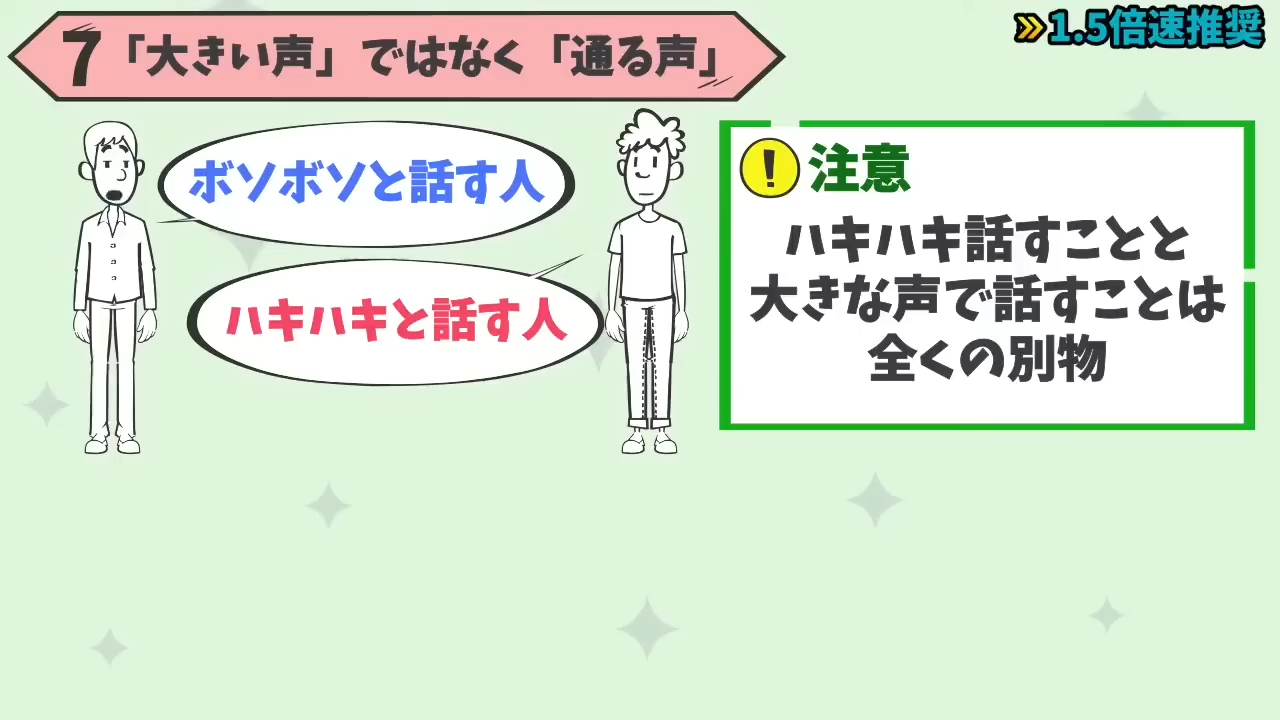 7「大きい声」ではなく「通る声」
1.5倍速推奨
ボソボソと話す人
ハキハキと話す人
!注意
ハキハキ話すことと
大きな声で話すことは
全くの別物